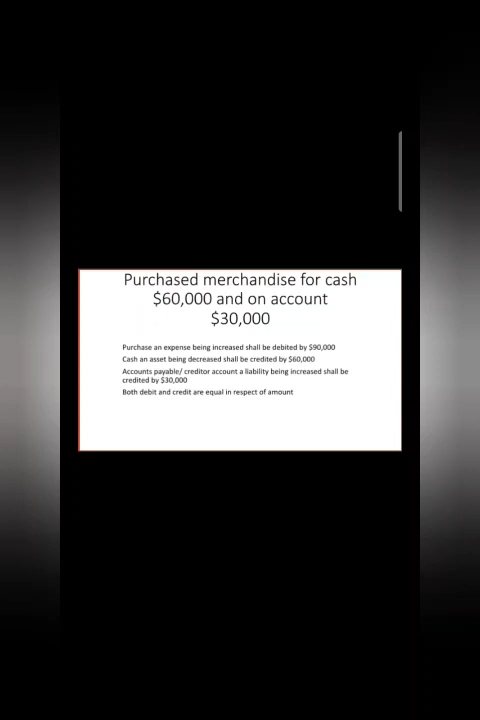 Purchased merchandise for cash
$60,000 and on account
$30,000
Purchase an expense being increased shall be debited by $90,000
Cash an asset being decreased shall be credited by $60,000
Accounts payable/ creditor account a liability being increased shall be
credited by $30,000
Both debit and credit are equal in respect of amount